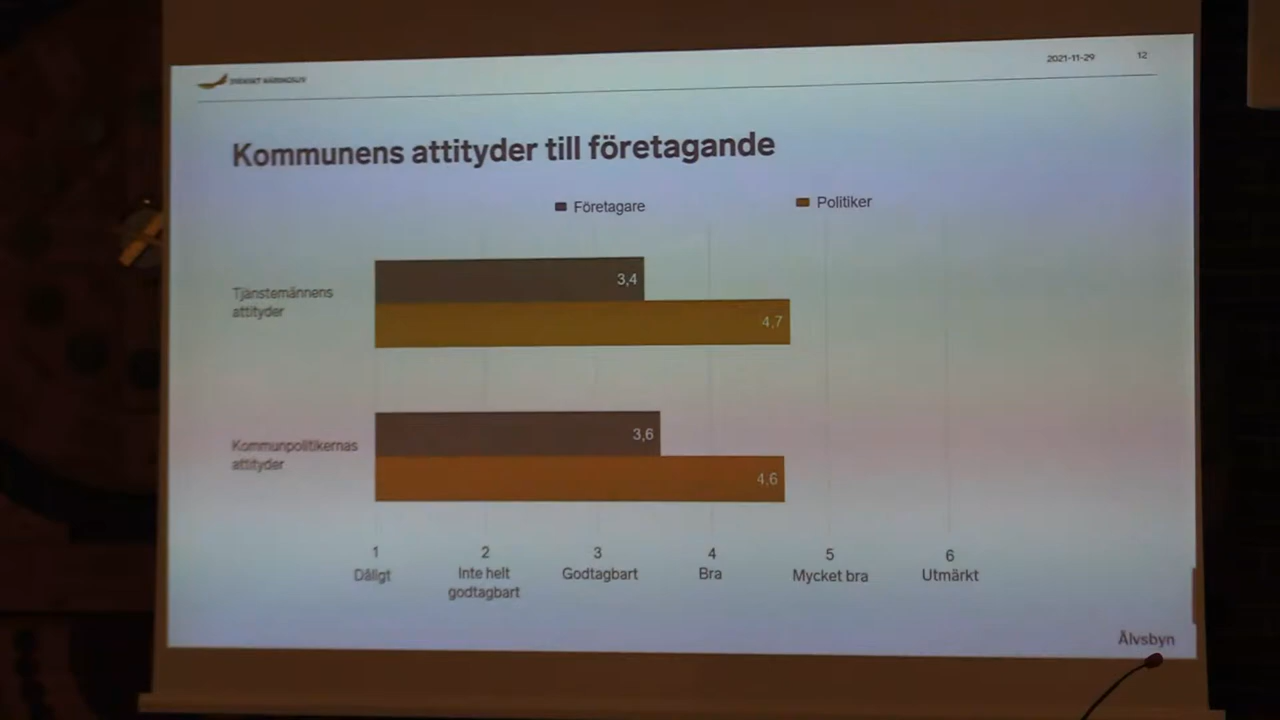 SVENSKT NÄRINGSLIV
2021-11-29 12
Kommunens attityder till företagande
Företagare Politiker
Tjänstemännens
attityder
3,4
4,7
Kommunpolitikernas
attityder
3,6
4,6
1 2 3 4 5 6
Dåligt Inte helt Godtagbart Bra Mycket bra Utmärkt
godtagbart
Älvsbyn